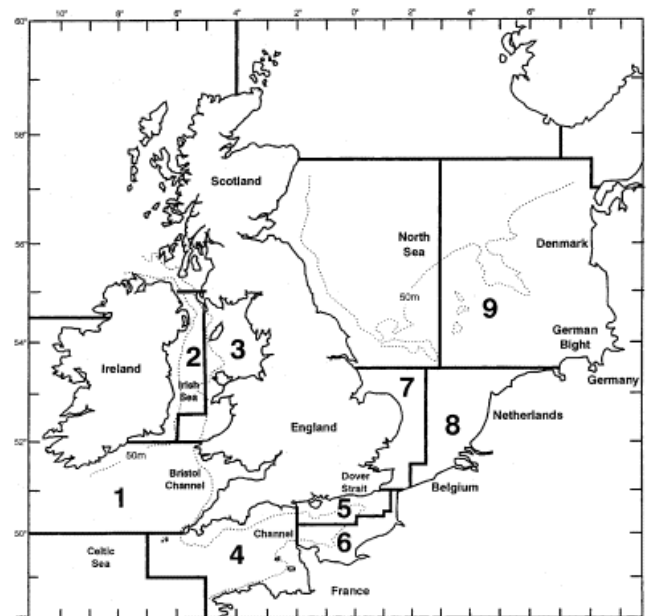 10° 8° 6° 4° 2° 0° 2° 4° 6° 8°
60°
58°
Scotland
56°
North
Sea
Denmark
50m
9
54°
German
Bight
Ireland
2
3
Irish
Sea
7
Germany
8
Netherlands
England
52°
50m
Bristol
Channel
Dover
Strait
Belgium
1
5
50°
Channel
6
Celtic
Sea
4
France